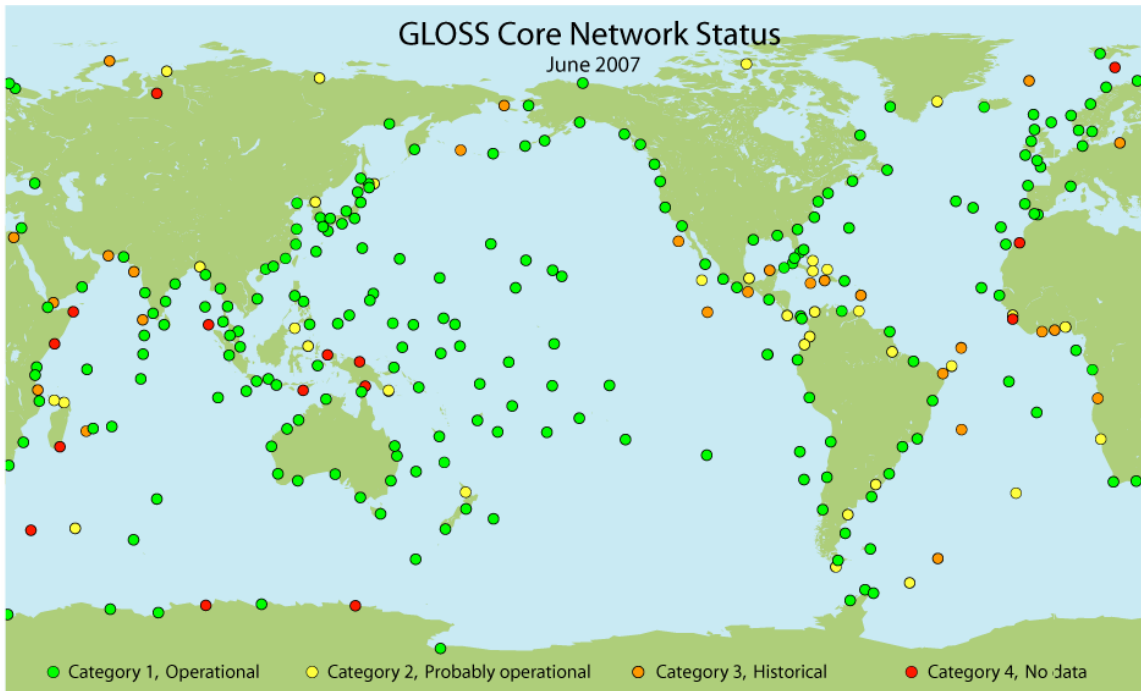 GLOSS Core Network Status
June 2007
Category 1, Operational
Category 2, Probably operational
Category 3, Historical
Category 4, No data